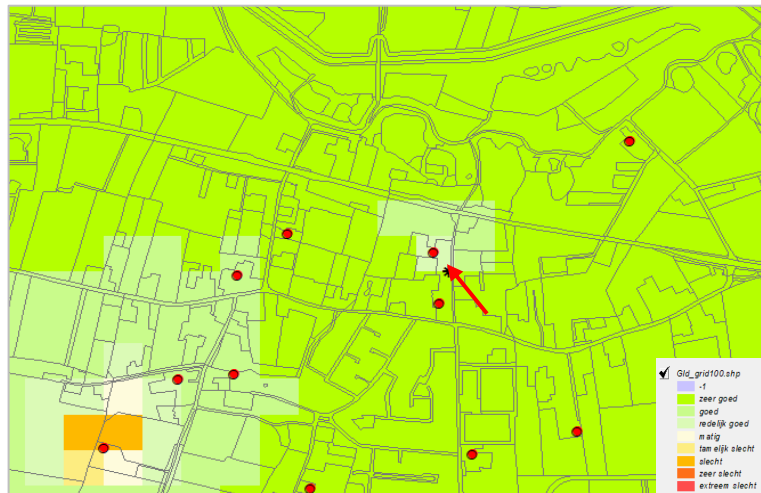 Gld_grid100.shp
-1
zeer goed
goed
redelijk goed
matig
tamelijk slecht
slecht
zeer slecht
extreem slecht